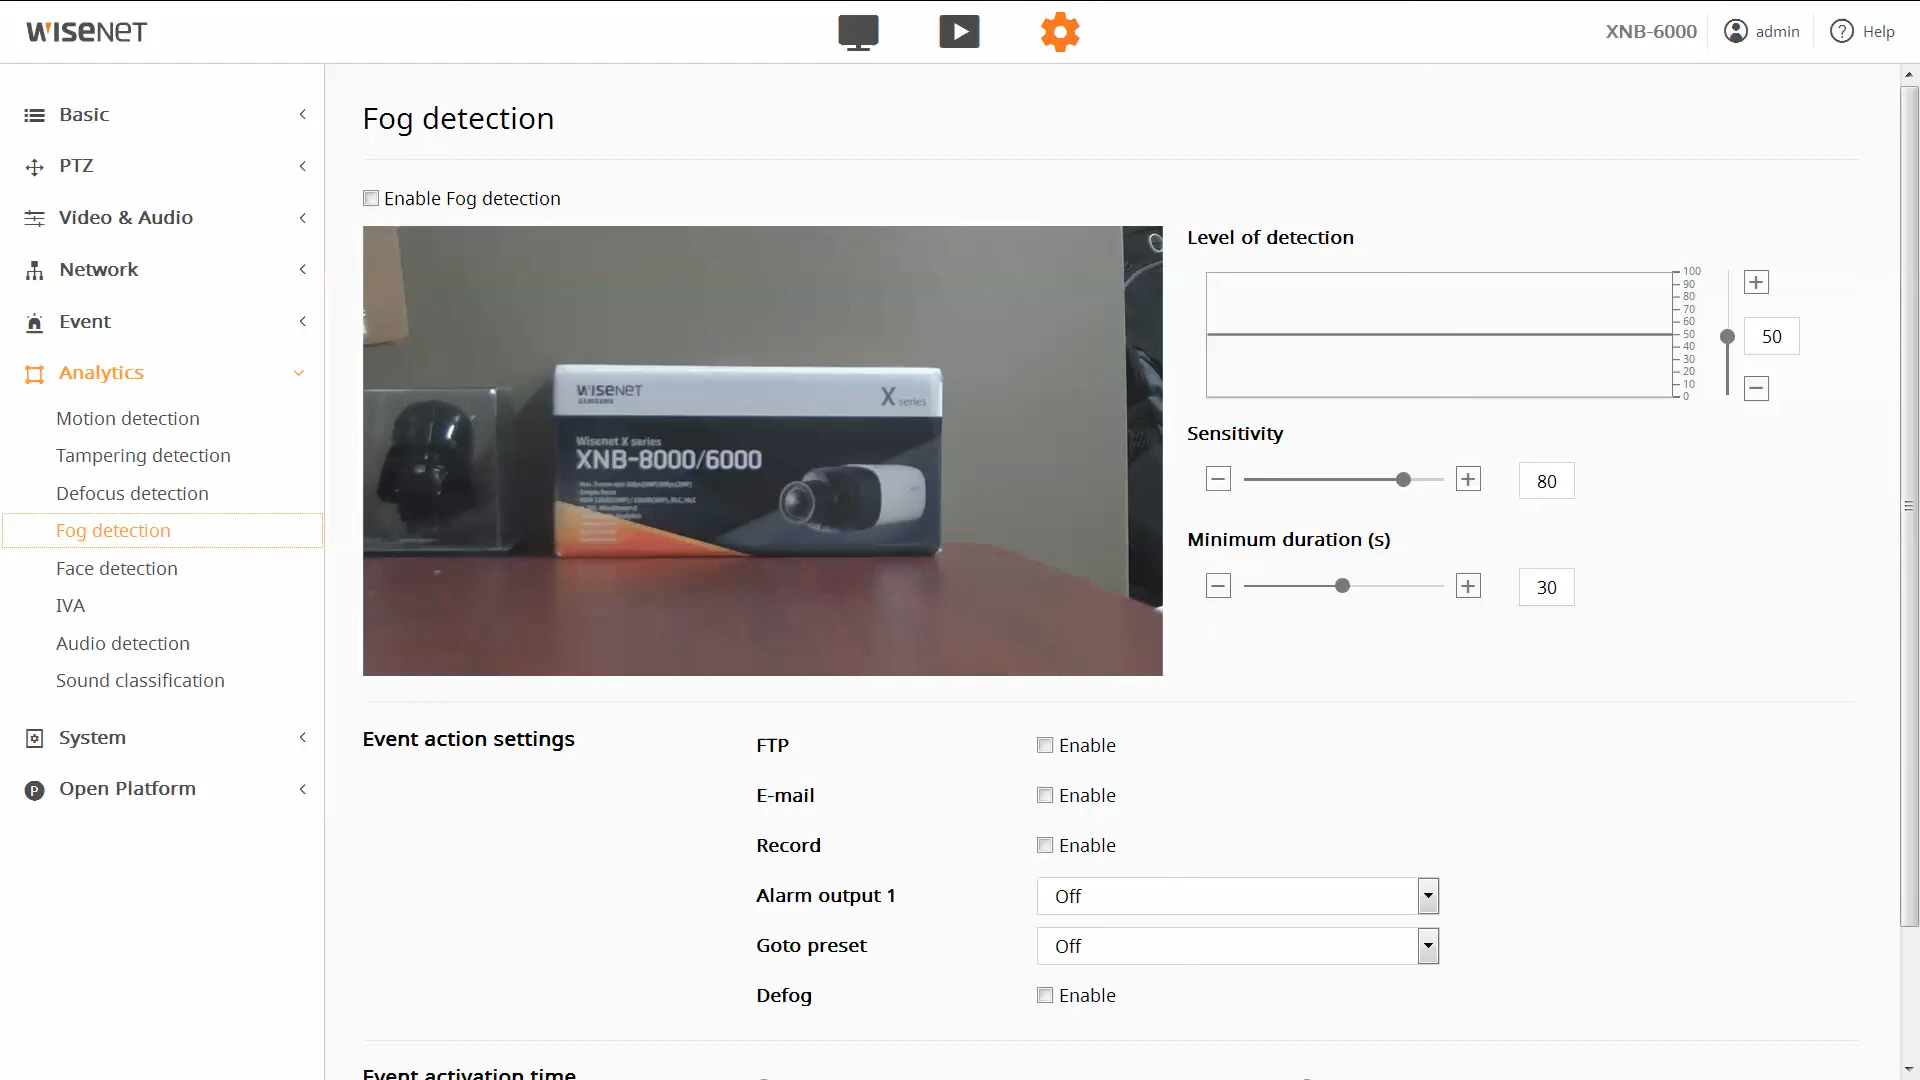 WISENET
XNB-6000
admin
? Help
Basic
PTZ
Video & Audio
Network
Event
Analytics
Motion detection
Tampering detection
Defocus detection
Fog detection
Face detection
IVA
Audio detection
Sound classification
System
P Open Platform
Fog detection
Enable Fog detection
WISENET
SAMSUNG
X series
Wisenet X series
XNB-8000/6000
Level of detection
100
90
80
70
60
50
40
30
20
10
0
50
Sensitivity
80
Minimum duration (s)
30
Event action settings
FTP
Enable
E-mail
Enable
Record
Enable
Alarm output 1
Off
Goto preset
Off
Defog
Enable
Event activation time